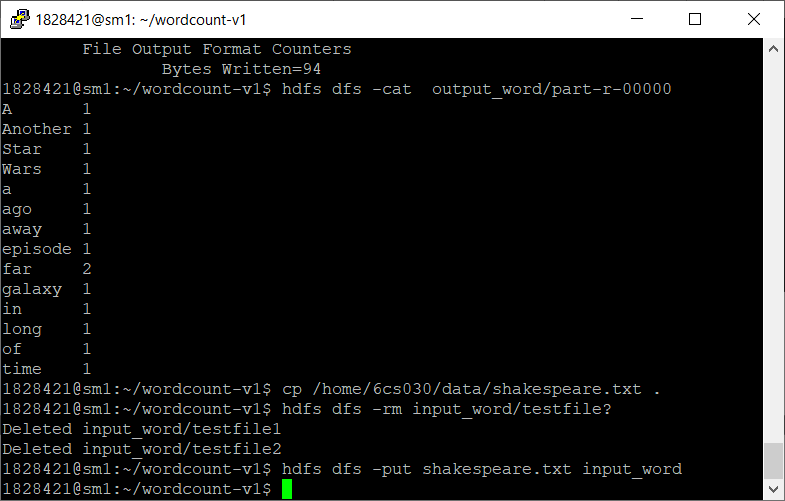 1828421@sm1: ~/wordcount-v1
        File Output Format Counters
                Bytes Written=94
1828421@sm1:~/wordcount-v1$ hdfs dfs -cat  output_word/part-r-00000
A       1
Another 1
Star    1
Wars    1
a       1
ago     1
away    1
episode 1
far     2
galaxy  1
in      1
long    1
of      1
time    1
1828421@sm1:~/wordcount-v1$ cp /home/6cs030/data/shakespeare.txt .
1828421@sm1:~/wordcount-v1$ hdfs dfs -rm input_word/testfile?
Deleted input_word/testfile1
Deleted input_word/testfile2
1828421@sm1:~/wordcount-v1$ hdfs dfs -put shakespeare.txt input_word
1828421@sm1:~/wordcount-v1$